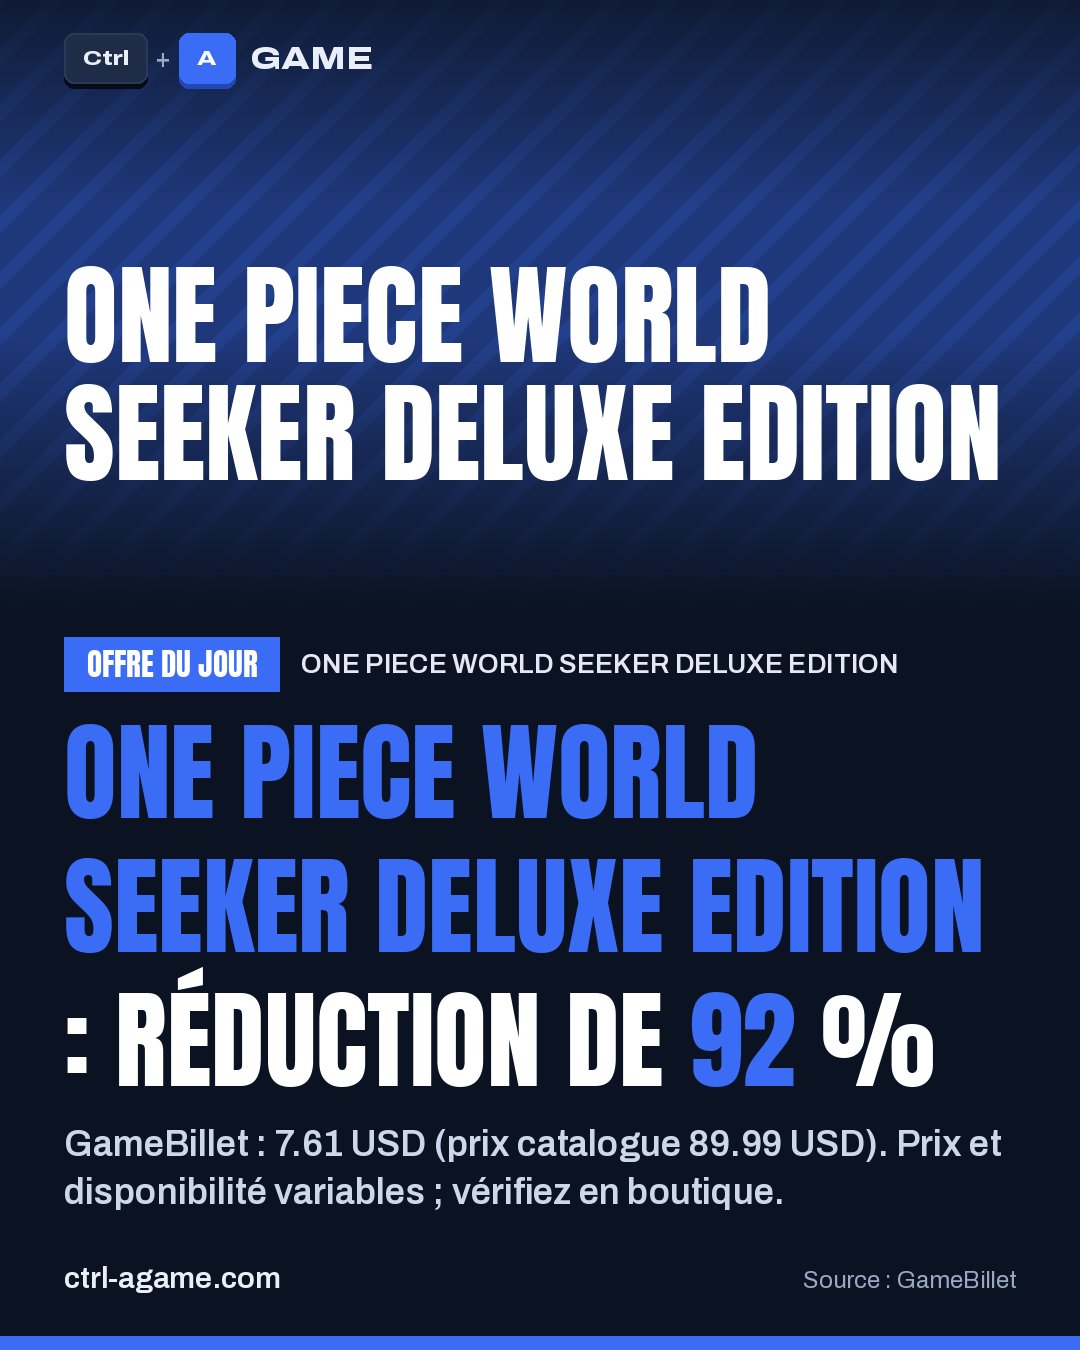 Ctrl + A GAME
ONE PIECE WORLD
SEEKER DELUXE EDITION
OFFRE DU JOUR ONE PIECE WORLD SEEKER DELUXE EDITION
ONE PIECE WORLD
SEEKER DELUXE EDITION
: RÉDUCTION DE 92 %
GameBillet : 7.61 USD (prix catalogue 89.99 USD). Prix et
disponibilité variables ; vérifiez en boutique.
ctrl-agame.com Source : GameBillet